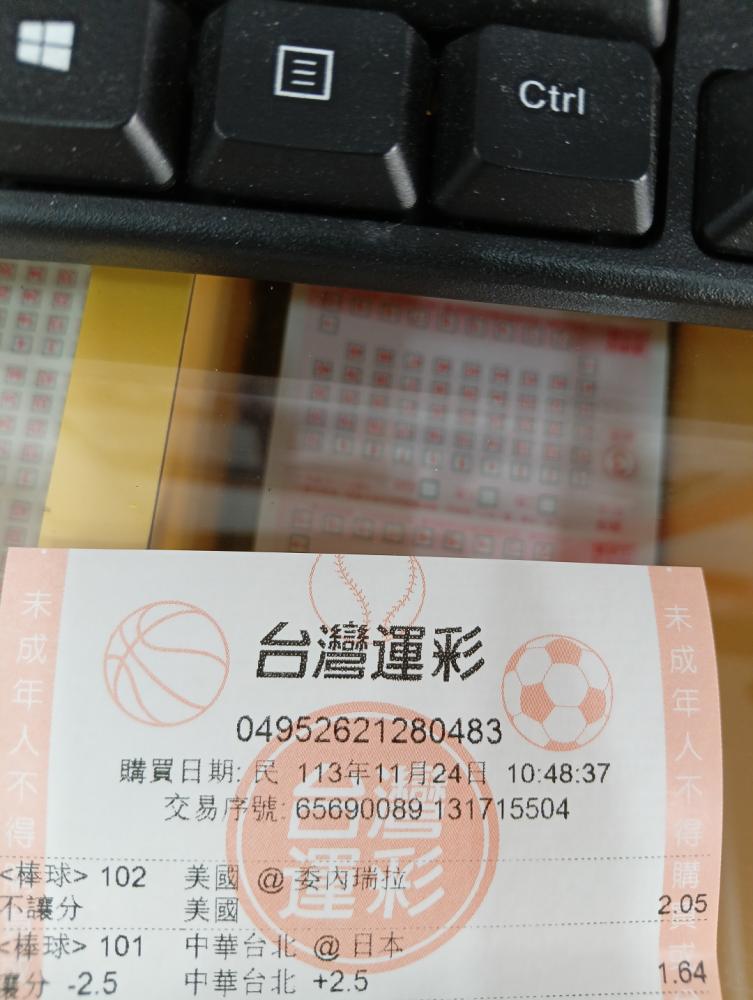 Ctrl
台灣運彩
04952621280483
購買日期: 民 113年11月24日 10:48:37
交易序號: 65690089 131715504
台灣運彩
<棒球> 102 美國 @ 委內瑞拉
不讓分 美國 2.05
<棒球> 101 中華台北 @ 日本
讓分 -2.5 中華台北 +2.5 1.64
未成年人不得
未成年人不得購買